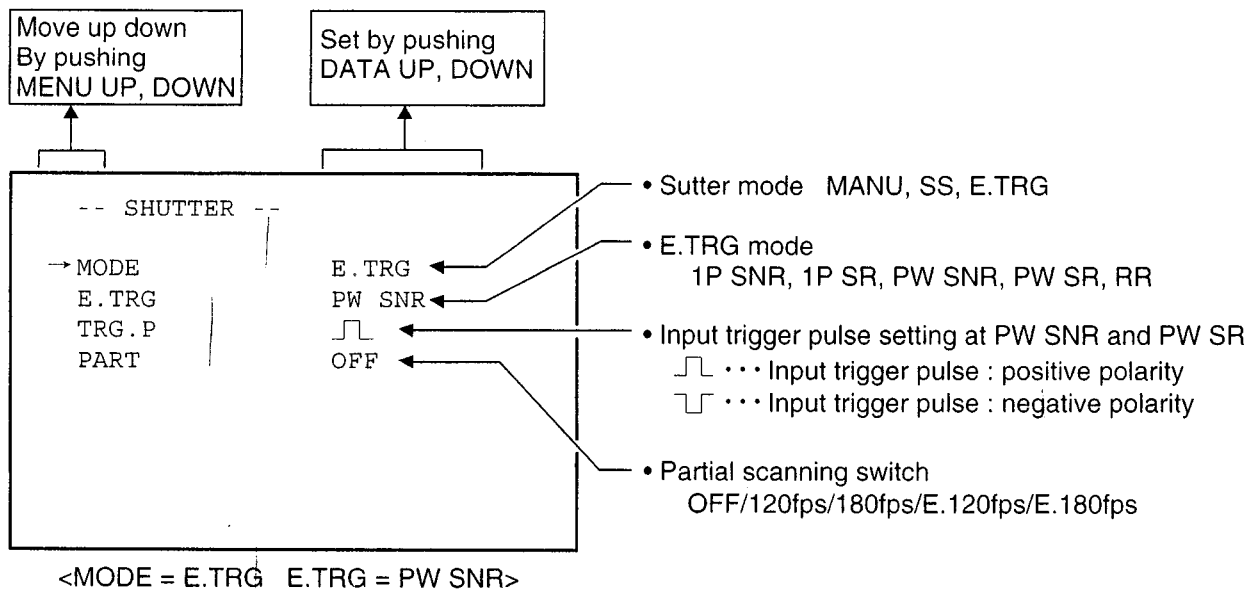 Move up down
By pushing
MENU UP, DOWN
Set by pushing
DATA UP, DOWN
-- SHUTTER --
→ MODE E.TRG
E.TRG PW SNR
TRG.P
PART OFF
• Sutter mode MANU, SS, E.TRG
• E.TRG mode
1P SNR, 1P SR, PW SNR, PW SR, RR
• Input trigger pulse setting at PW SNR and PW SR
··· Input trigger pulse : positive polarity
··· Input trigger pulse : negative polarity
• Partial scanning switch
OFF/120fps/180fps/E.120fps/E.180fps
<MODE = E.TRG E.TRG = PW SNR>